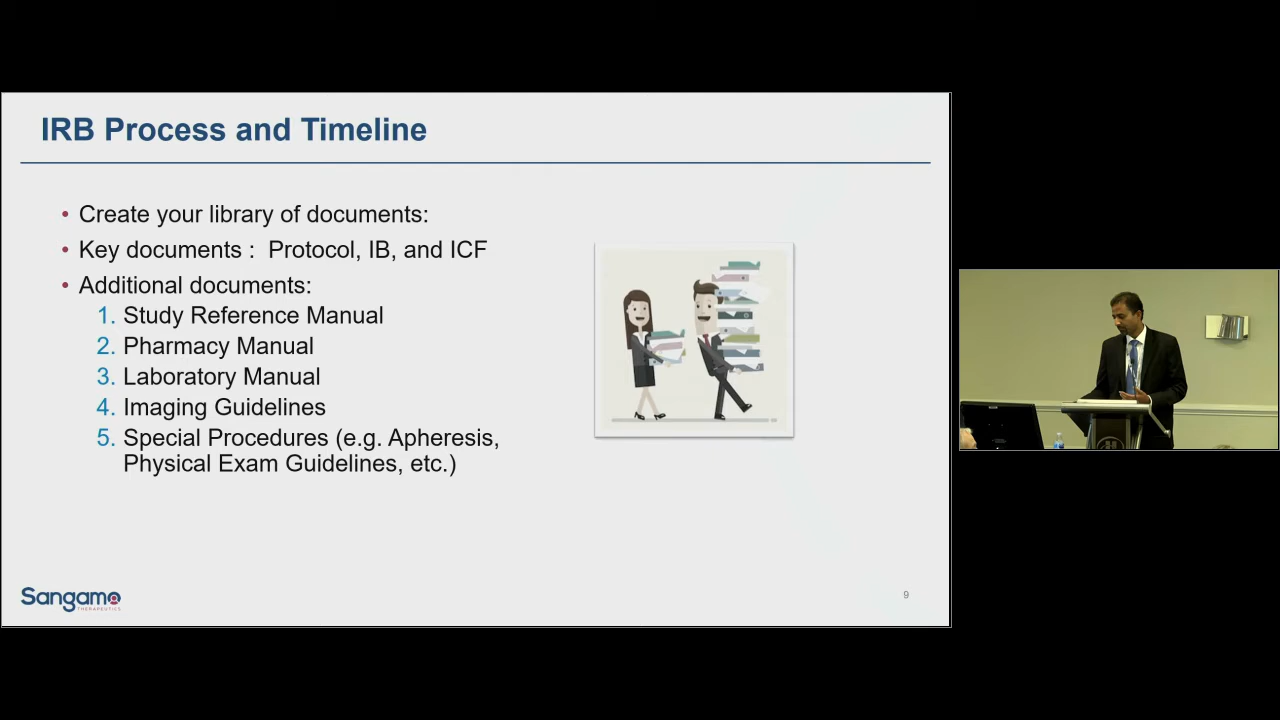 IRB Process and Timeline
• Create your library of documents:
• Key documents :  Protocol, IB, and ICF
• Additional documents:
1. Study Reference Manual
2. Pharmacy Manual
3. Laboratory Manual
4. Imaging Guidelines
5. Special Procedures (e.g. Apheresis,
Physical Exam Guidelines, etc.)
Sangamo
THERAPEUTICS
9